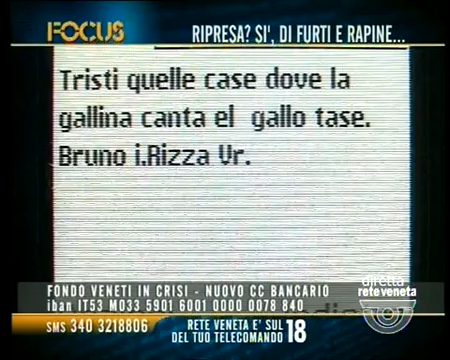 FOCUS
RIPRESA? SI', DI FURTI E RAPINE...
Tristi quelle case dove la
gallina canta el gallo tase.
Bruno i.Rizza Vr.
diretta
reteveneta
FONDO VENETI IN CRISI - NUOVO CC BANCARIO
iban IT53 M033 5901 6001 0000 0078 840
SMS 340 3218806
RETE VENETA E' SUL
DEL TUO TELECOMANDO 18